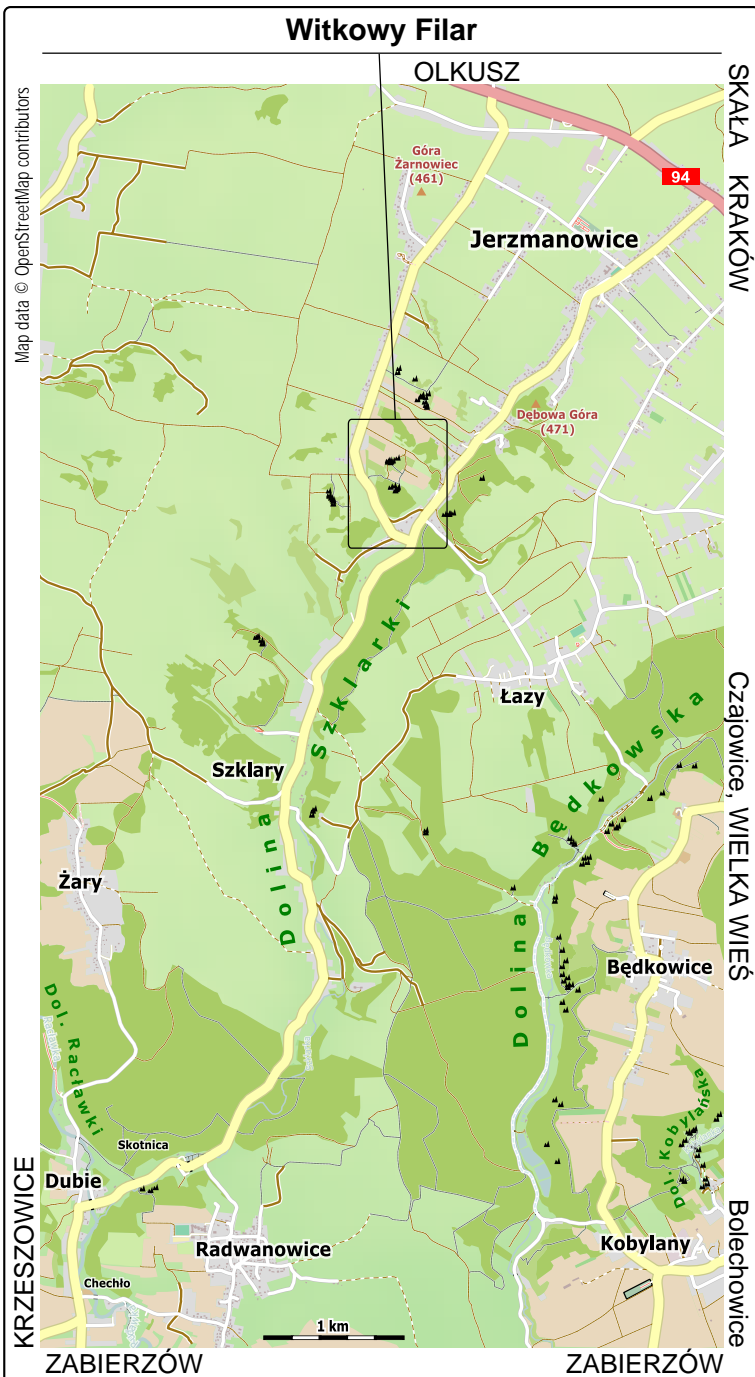 Witkowy Filar
OLKUSZ
SKAŁA
KRAKÓW
Map data © OpenStreetMap contributors
Góra
Żarnowiec
(461)
94
Jerzmanowice
Dębowa Góra
(471)
Dolina Szklarki
Łazy
Czajowice, WIELKA WIEŚ
Szklary
Dolina Będkowska
Żary
Będkowice
Dol. Racławki
Dol. Kobylańska
Skotnica
Dubie
KRZESZOWICE
Radwanowice
Kobylany
Bolechowice
Chechło
1 km
ZABIERZÓW
ZABIERZÓW